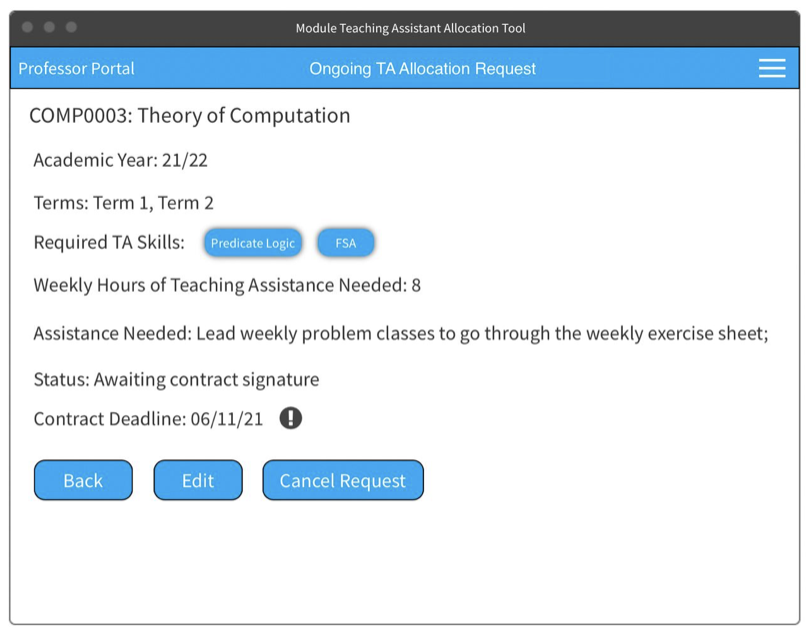 Module Teaching Assistant Allocation Tool
Professor Portal Ongoing TA Allocation Request
COMP0003: Theory of Computation
Academic Year: 21/22
Terms: Term 1, Term 2
Required TA Skills: Predicate Logic FSA
Weekly Hours of Teaching Assistance Needed: 8
Assistance Needed: Lead weekly problem classes to go through the weekly exercise sheet;
Status: Awaiting contract signature
Contract Deadline: 06/11/21 !
Back Edit Cancel Request